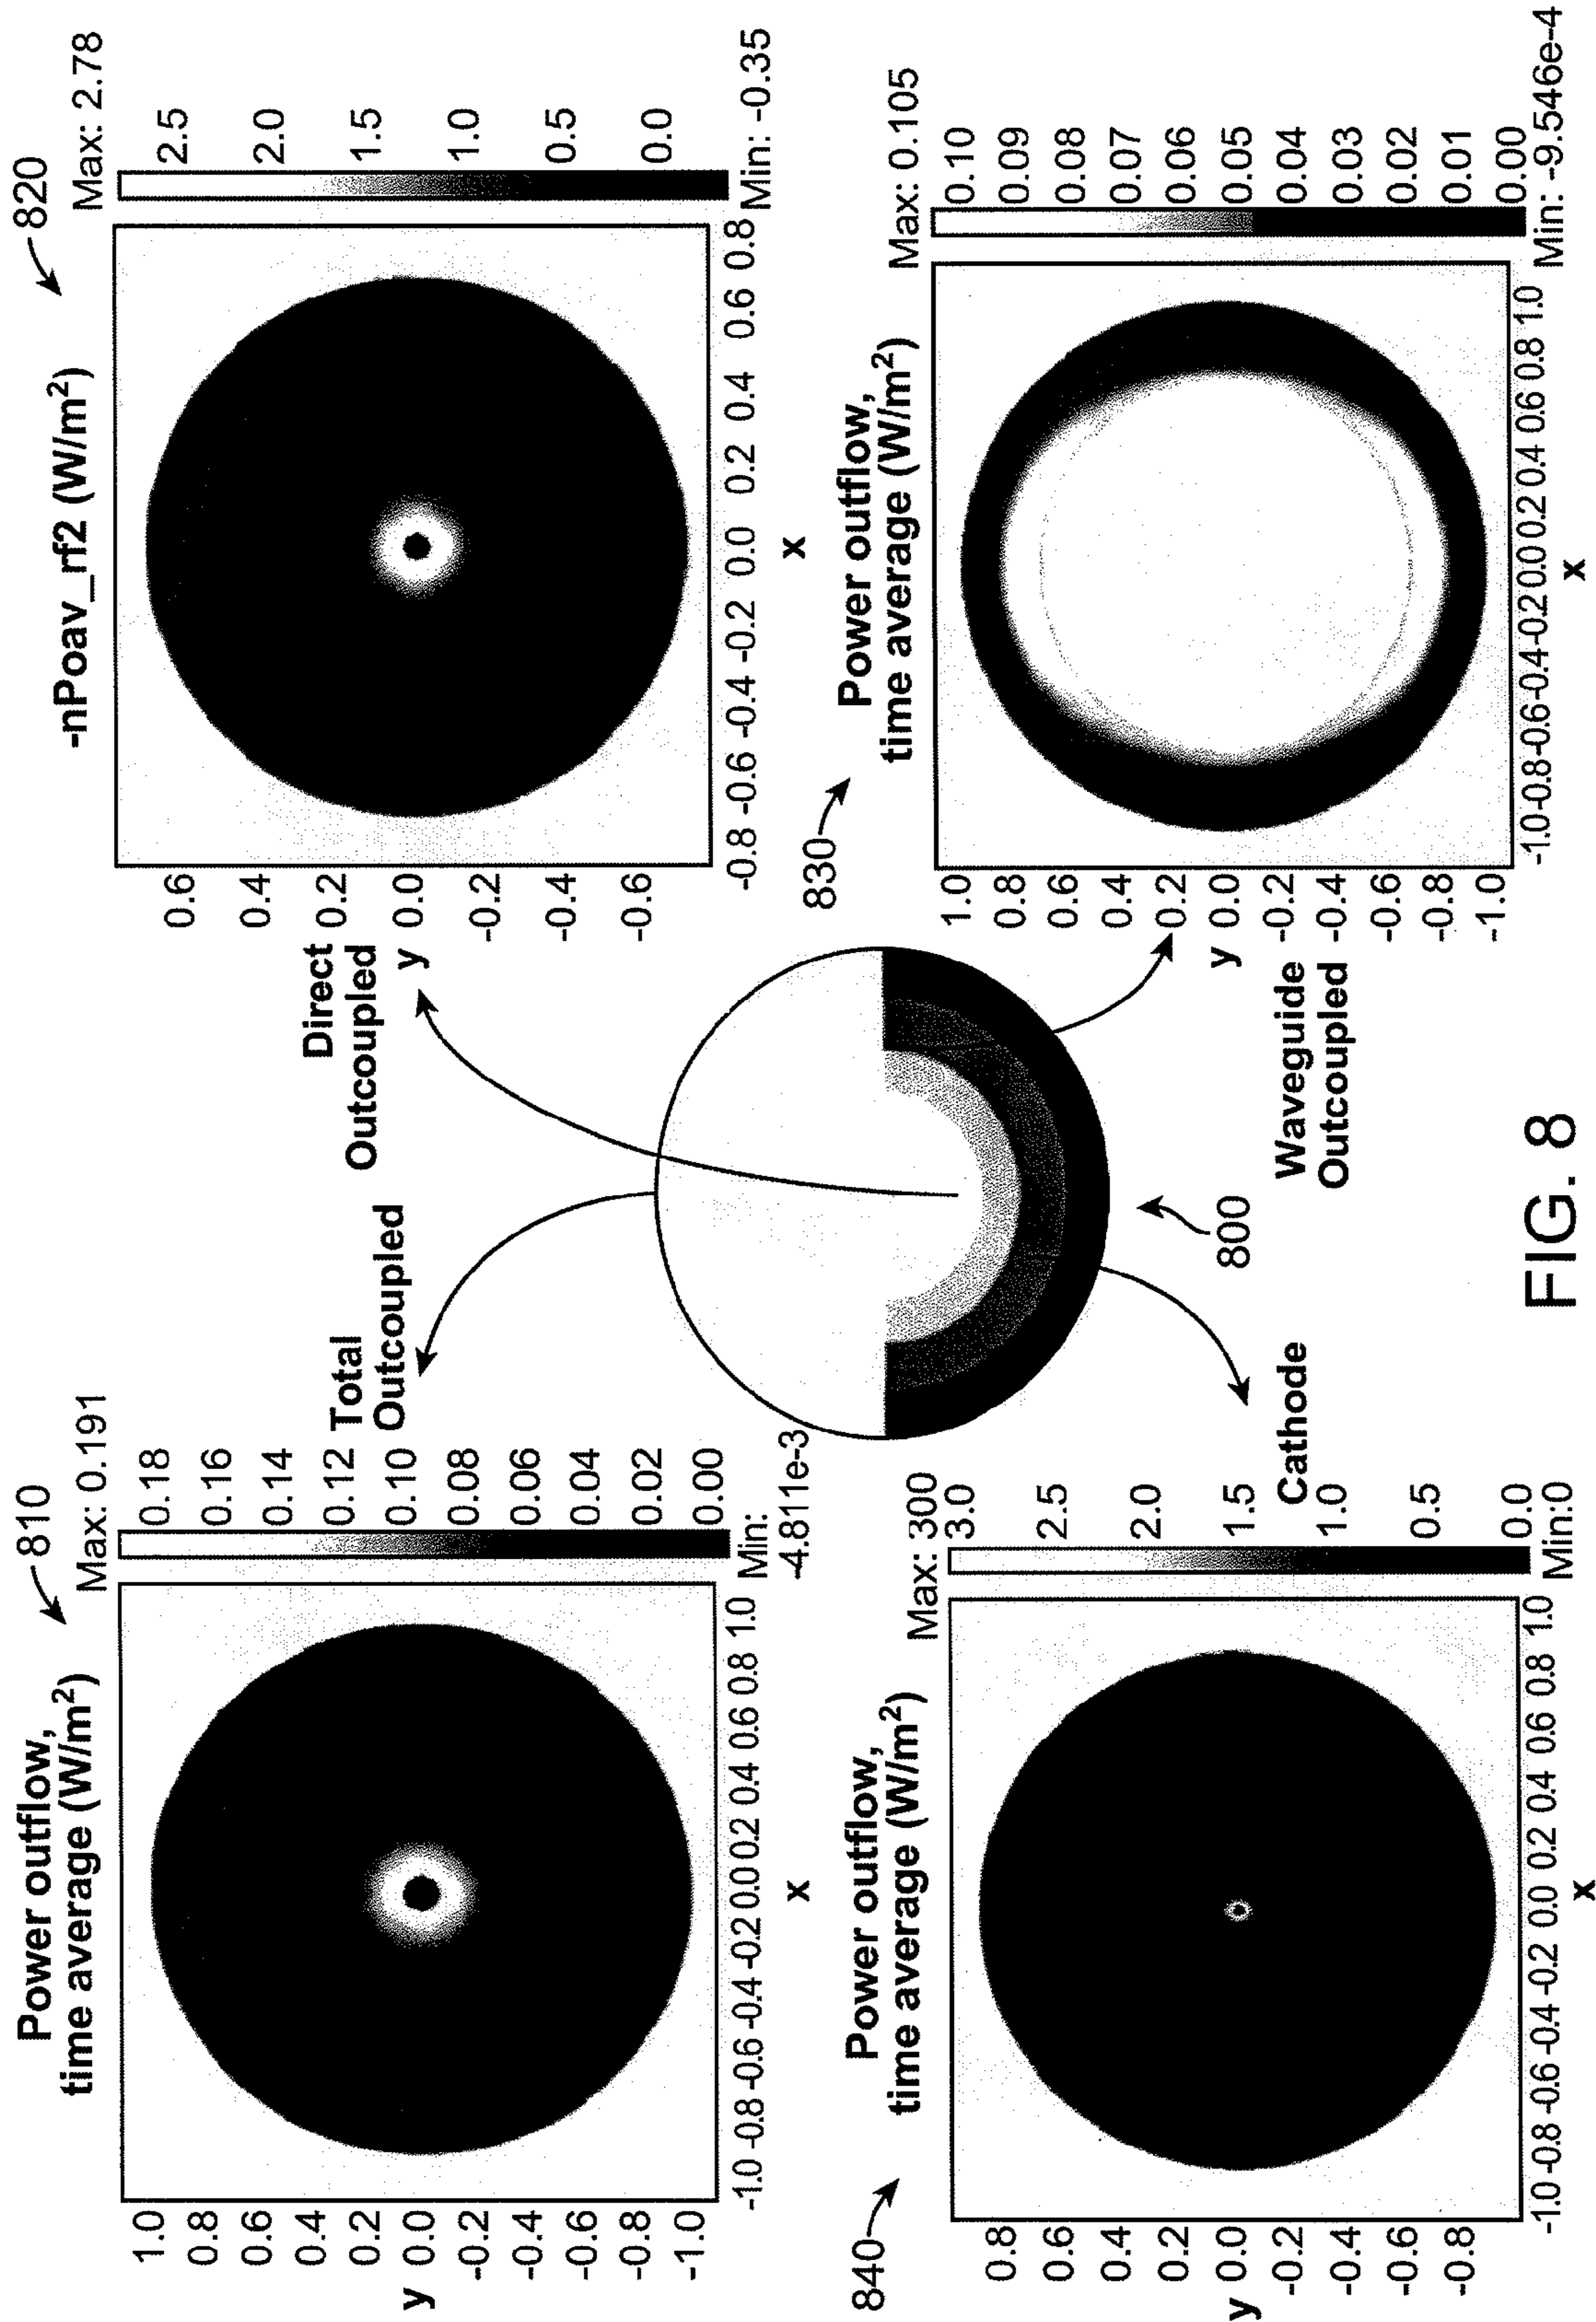 Power outflow,
time average (W/m²)
810
Max: 0.191
0.18
0.16
0.14
0.12
0.10
0.08
0.06
0.04
0.02
0.00
Min:
-4.811e-3
1.0
0.8
0.6
0.4
0.2
y 0.0
-0.2
-0.4
-0.6
-0.8
-1.0
-1.0 -0.8 -0.6 -0.4 -0.2 0.0 0.2 0.4 0.6 0.8 1.0
x
Total
Outcoupled
Direct
Outcoupled
-nPoav_rf2 (W/m²)
820
Max: 2.78
2.5
2.0
1.5
1.0
0.5
0.0
Min: -0.35
0.6
0.4
0.2
y 0.0
-0.2
-0.4
-0.6
-0.8 -0.6 -0.4 -0.2 0.0 0.2 0.4 0.6 0.8
x
840
Power outflow,
time average (W/m²)
Max: 300
3.0
2.5
2.0
1.5
1.0
0.5
0.0
Min:0
0.8
0.6
0.4
0.2
y 0.0
-0.2
-0.4
-0.6
-0.8
-1.0 -0.8 -0.6 -0.4 -0.2 0.0 0.2 0.4 0.6 0.8 1.0
x
Cathode
800
Waveguide
Outcoupled
830
Power outflow,
time average (W/m²)
Max: 0.105
0.10
0.09
0.08
0.07
0.06
0.05
0.04
0.03
0.02
0.01
0.00
Min: -9.546e-4
1.0
0.8
0.6
0.4
0.2
y 0.0
-0.2
-0.4
-0.6
-0.8
-1.0
-1.0-0.8-0.6-0.4-0.2 0.0 0.2 0.4 0.6 0.8 1.0
x
FIG. 8